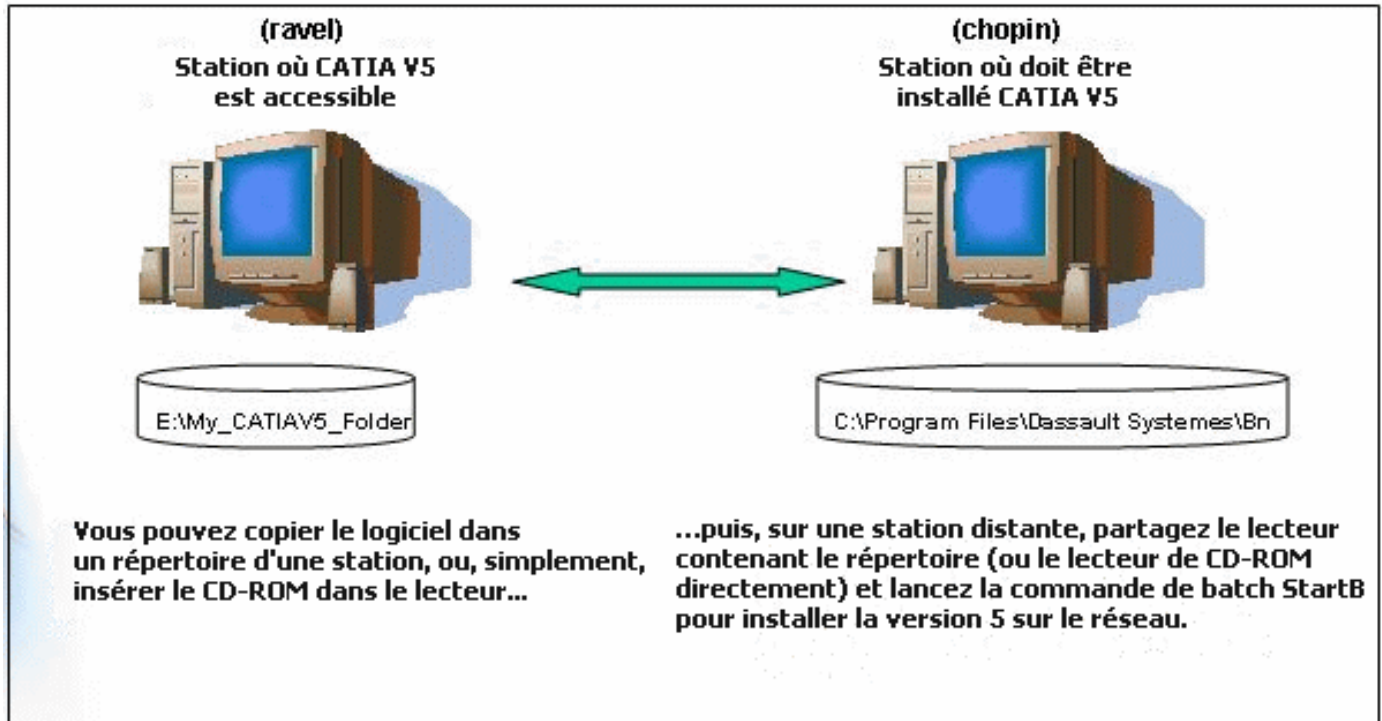 (ravel)
Station où CATIA V5
est accessible
(chopin)
Station où doit être
installé CATIA V5
E:\My_CATIAV5_Folder
C:\Program Files\Dassault Systemes\Bn
Vous pouvez copier le logiciel dans
un répertoire d'une station, ou, simplement,
insérer le CD-ROM dans le lecteur...
...puis, sur une station distante, partagez le lecteur
contenant le répertoire (ou le lecteur de CD-ROM
directement) et lancez la commande de batch StartB
pour installer la version 5 sur le réseau.